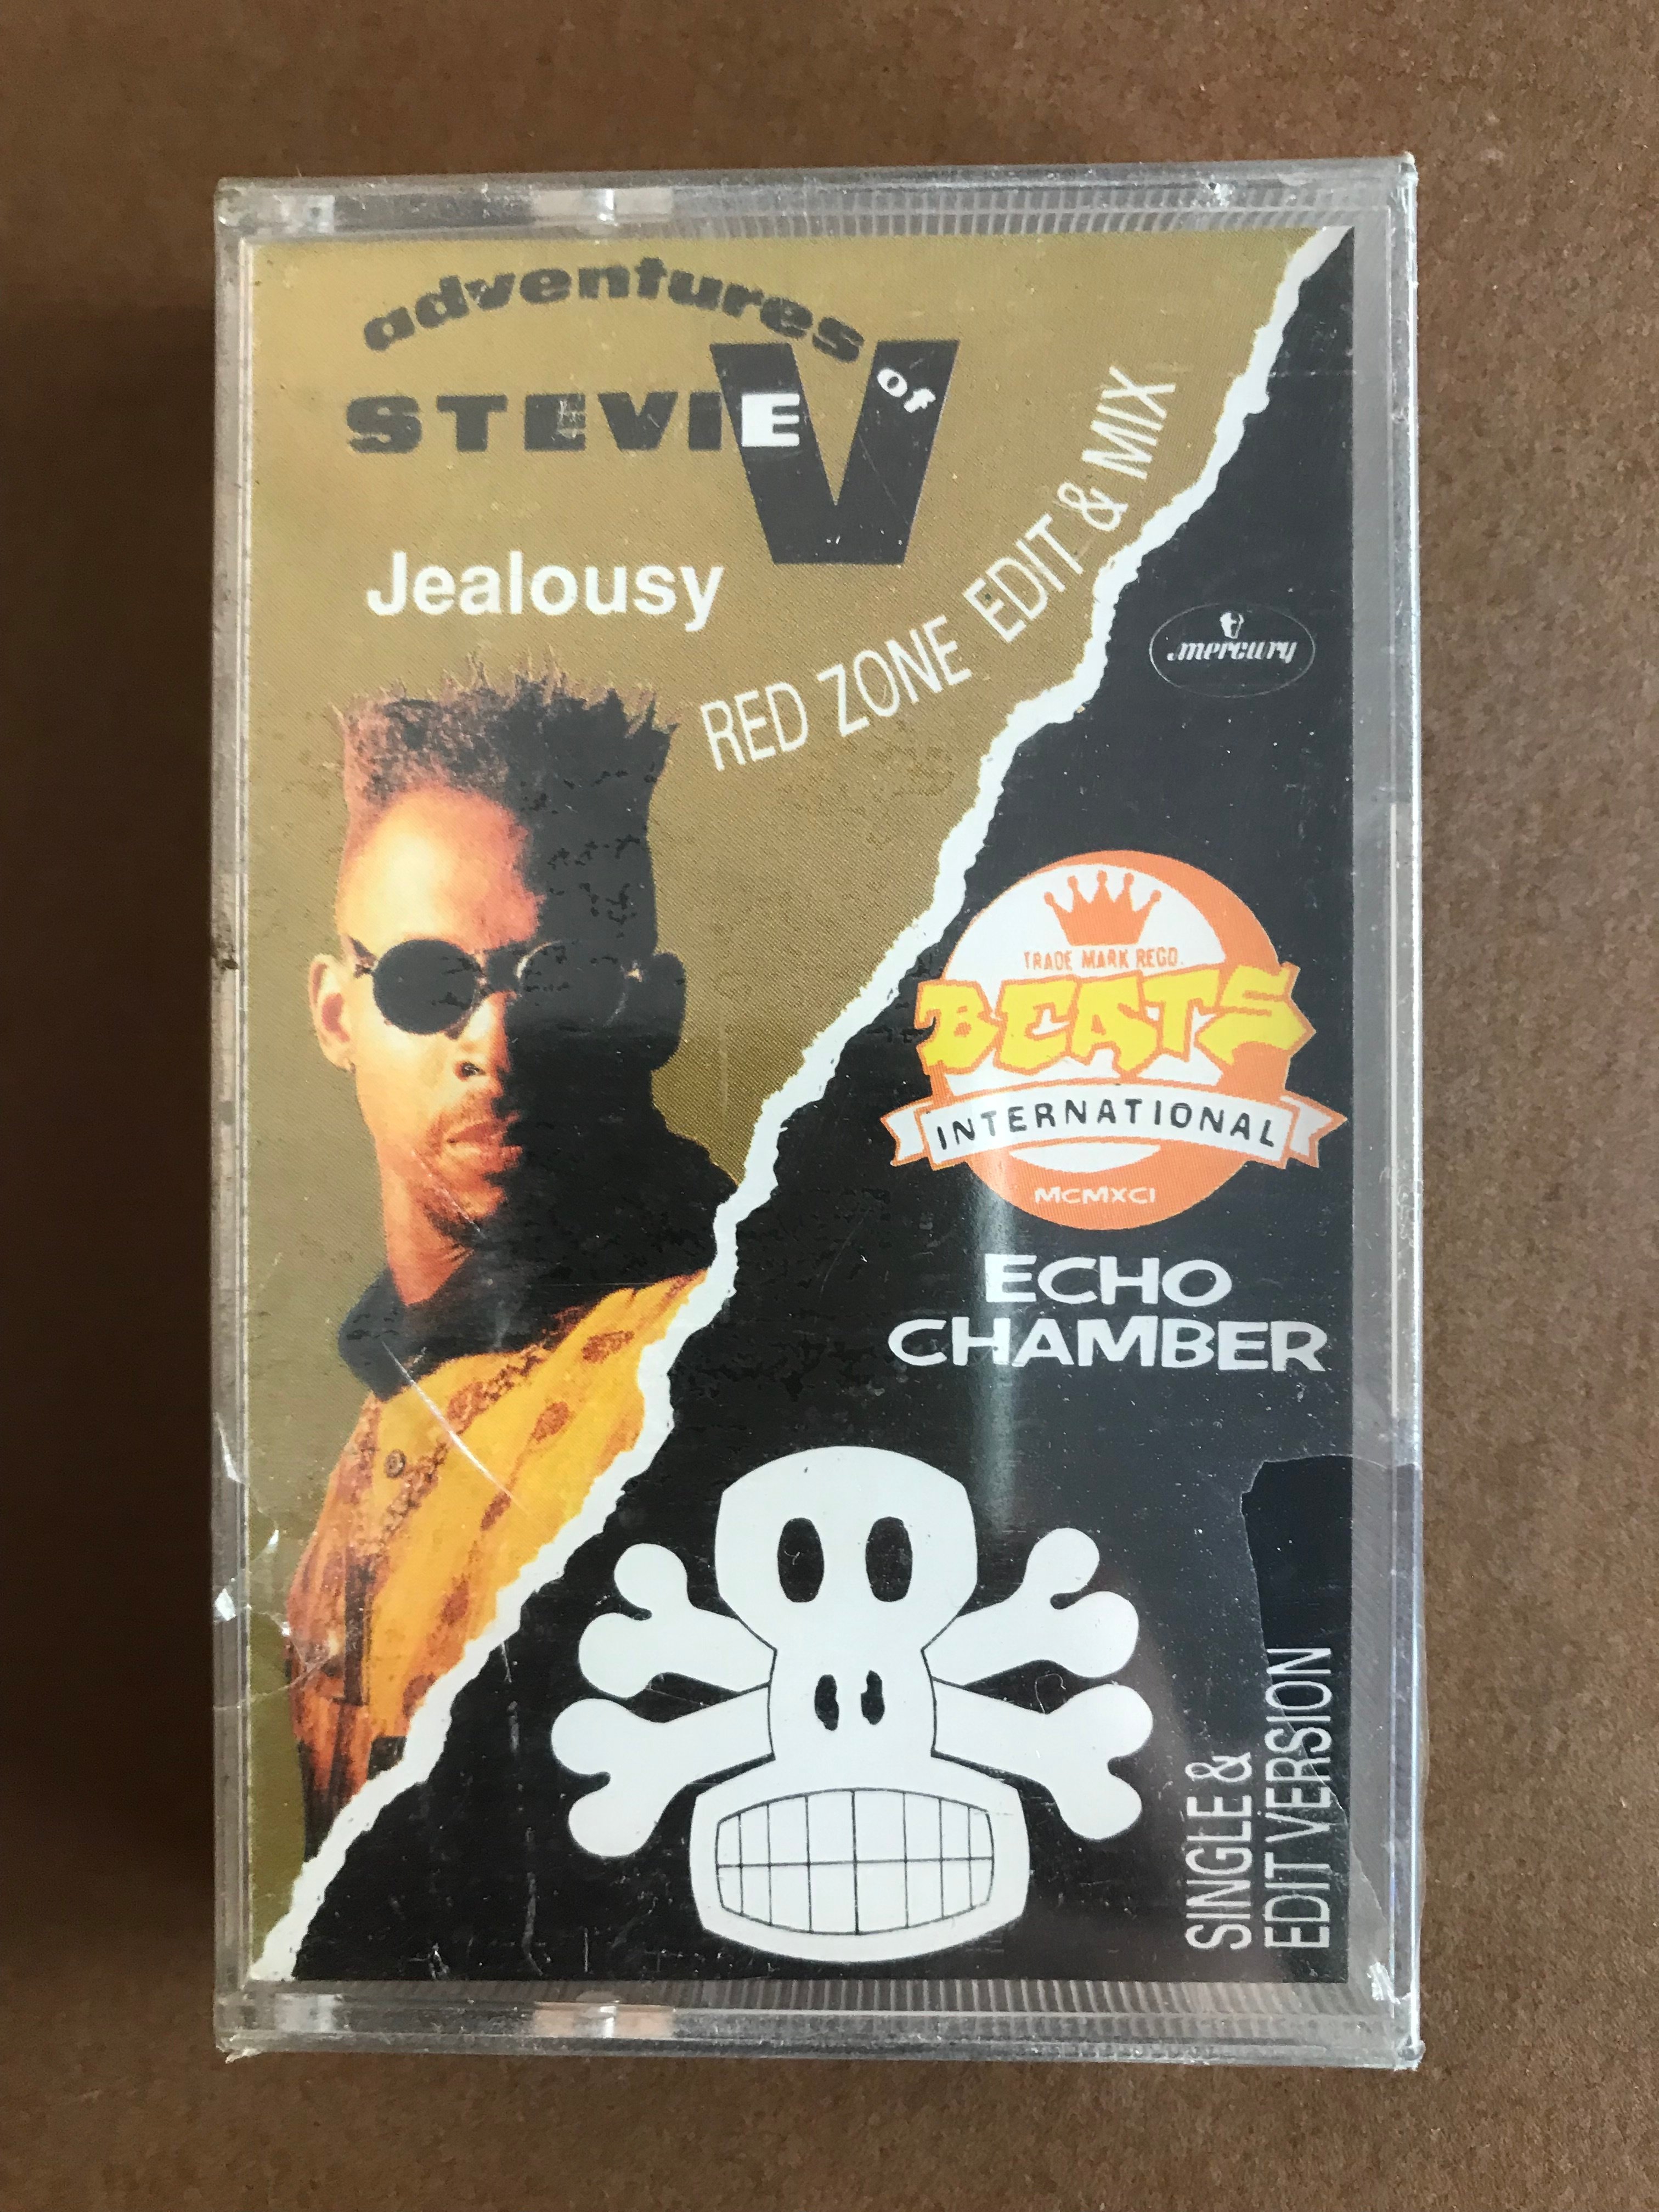 adventures
of
STEVIE V
Jealousy
RED ZONE EDIT & MIX
mercury
TRADE MARK REGD.
BEATS
INTERNATIONAL
MCMXCI
ECHO
CHAMBER
SINGLE &
EDIT VERSION